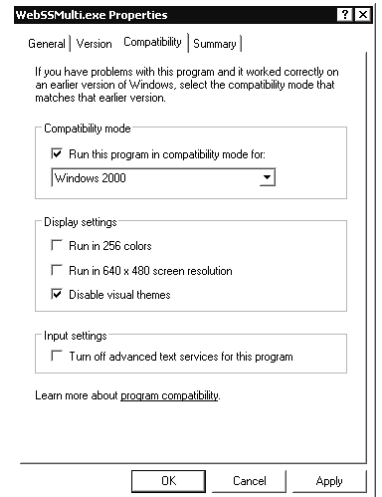 WebSSMulti.exe Properties
General Version Compatibility Summary
If you have problems with this program and it worked correctly on
an earlier version of Windows, select the compatibility mode that
matches that earlier version.
Compatibility mode
Run this program in compatibility mode for:
Windows 2000
Display settings
Run in 256 colors
Run in 640 x 480 screen resolution
Disable visual themes
Input settings
Turn off advanced text services for this program
Learn more about program compatibility.
OK Cancel Apply